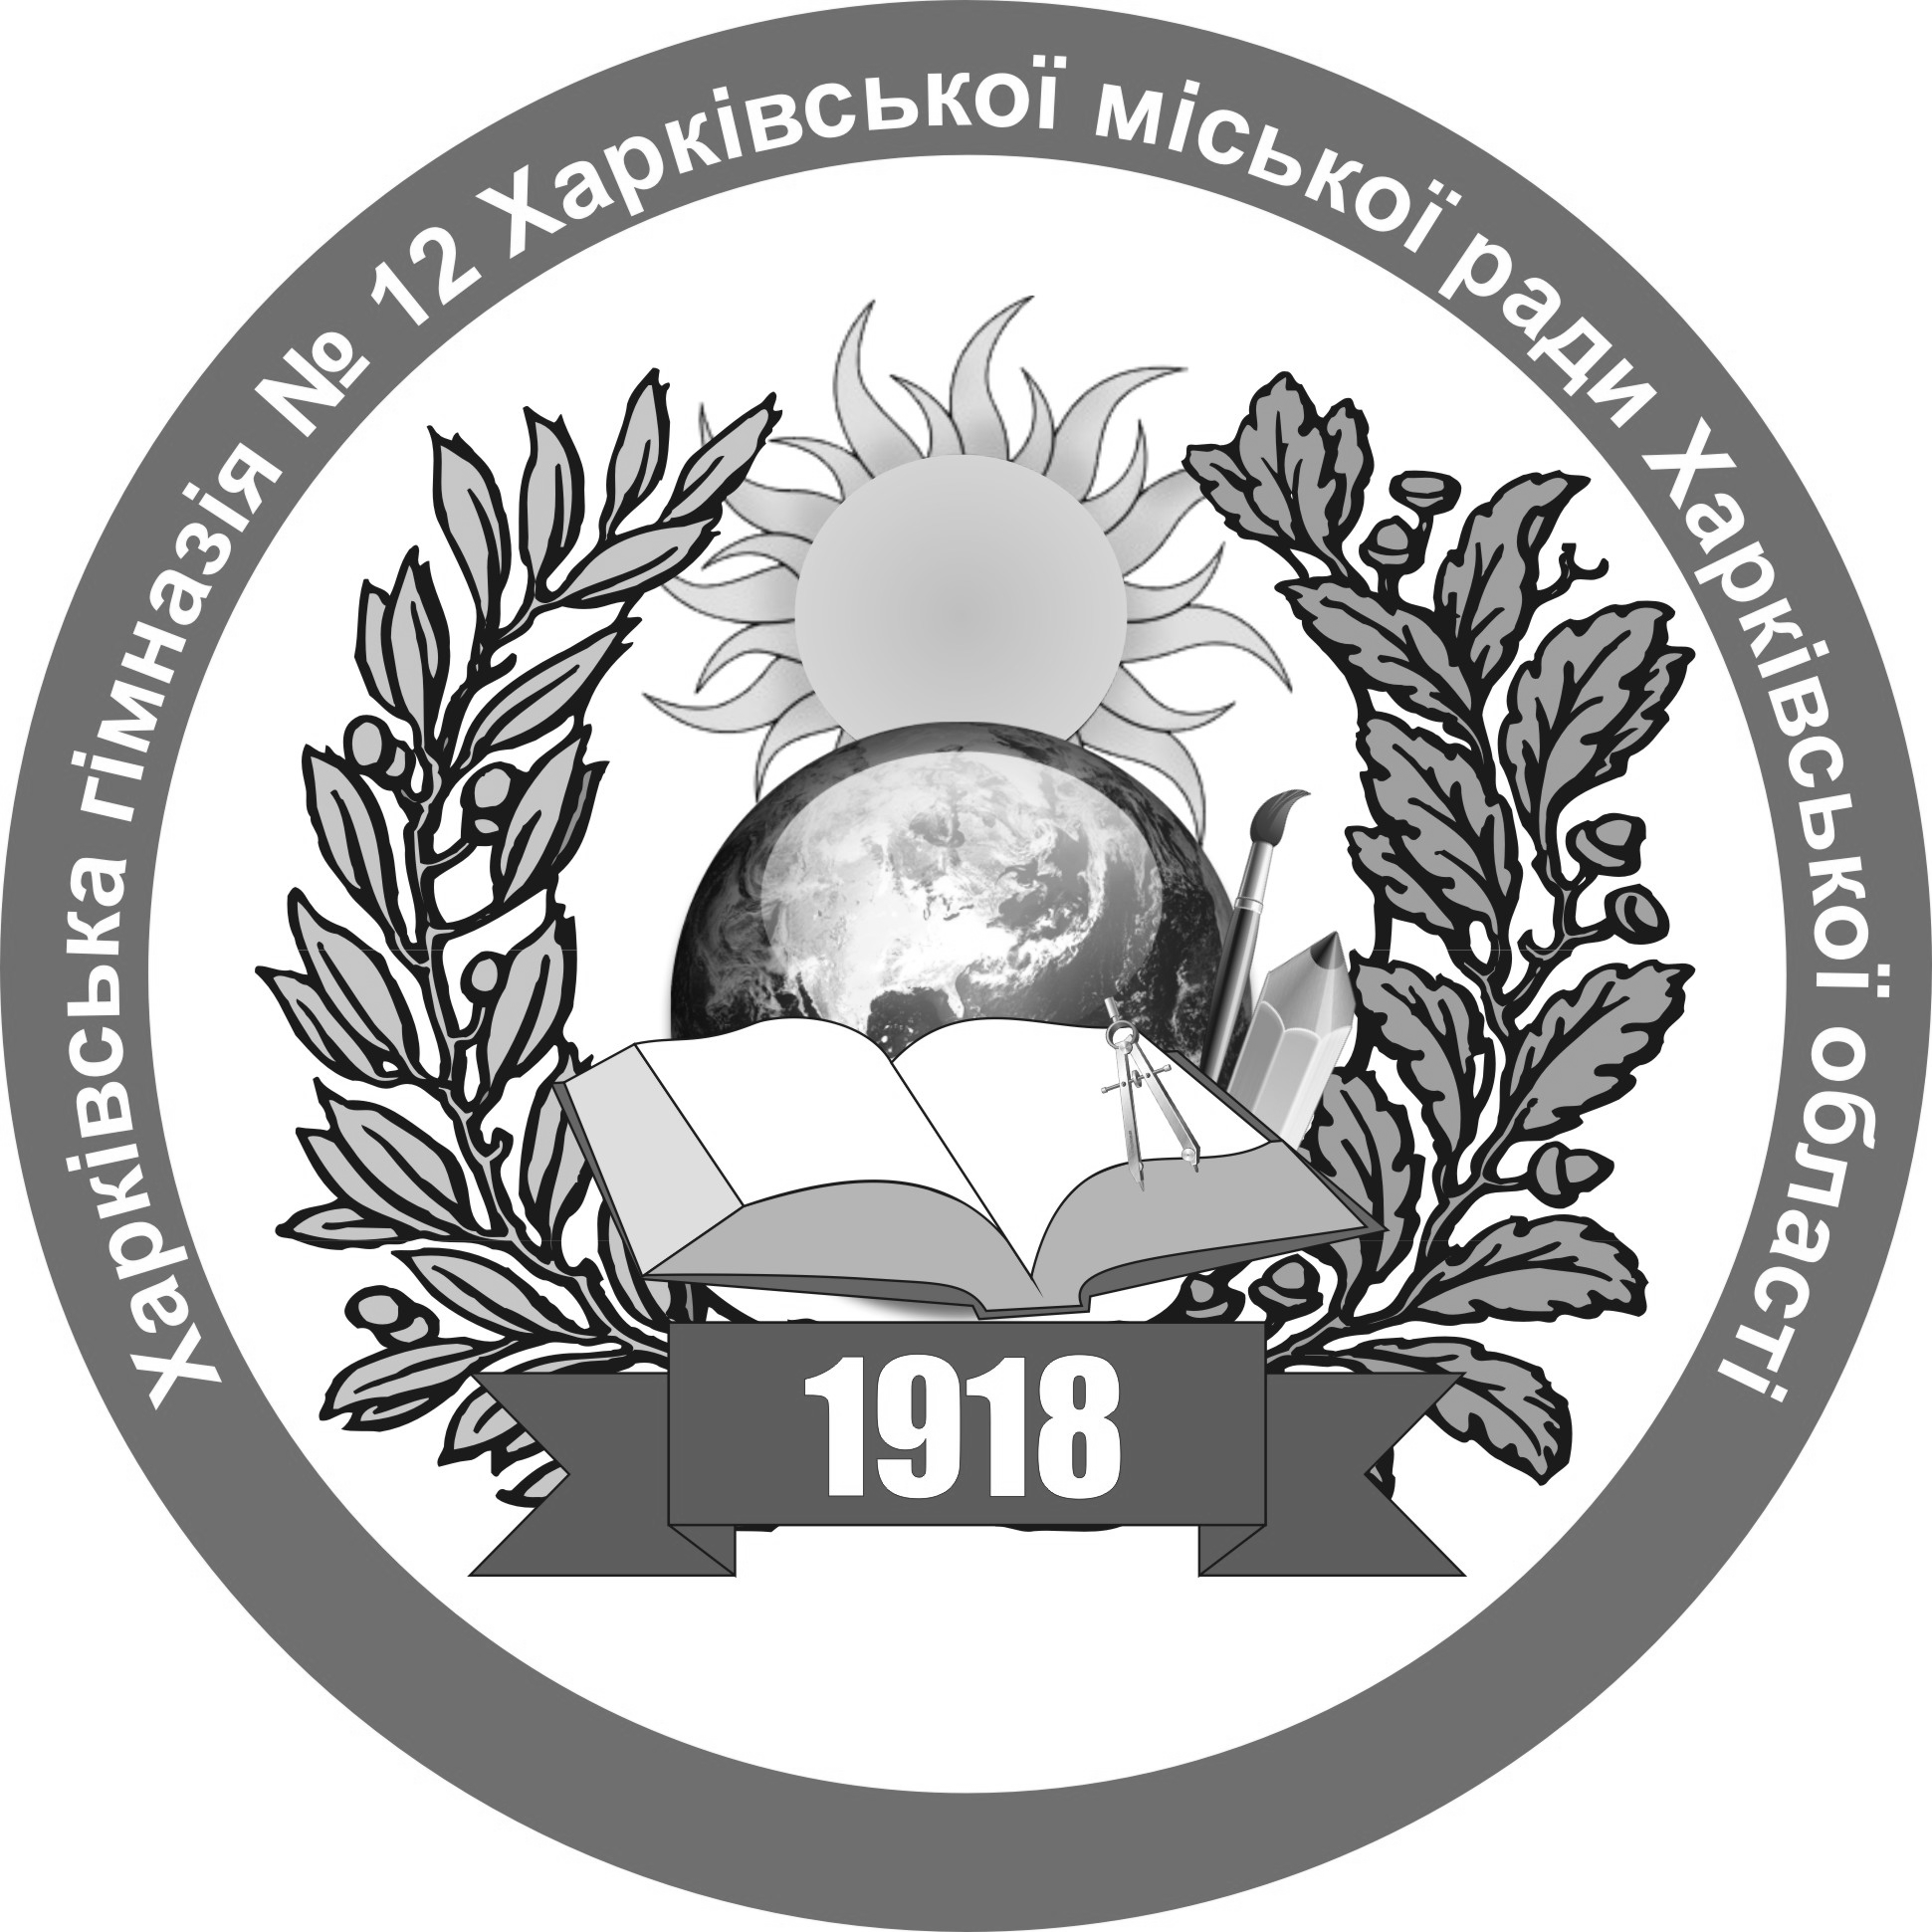 Харківська гімназія № 12 Харківської міської ради Харківської області
1918